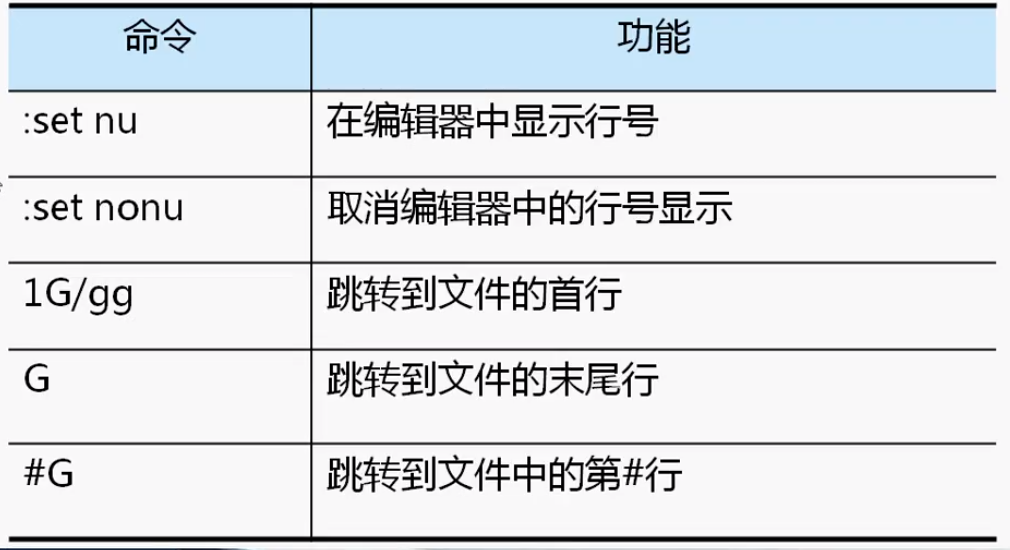 命令 功能
:set nu 在编辑器中显示行号
:set nonu 取消编辑器中的行号显示
1G/gg 跳转到文件的首行
G 跳转到文件的末尾行
#G 跳转到文件中的第#行